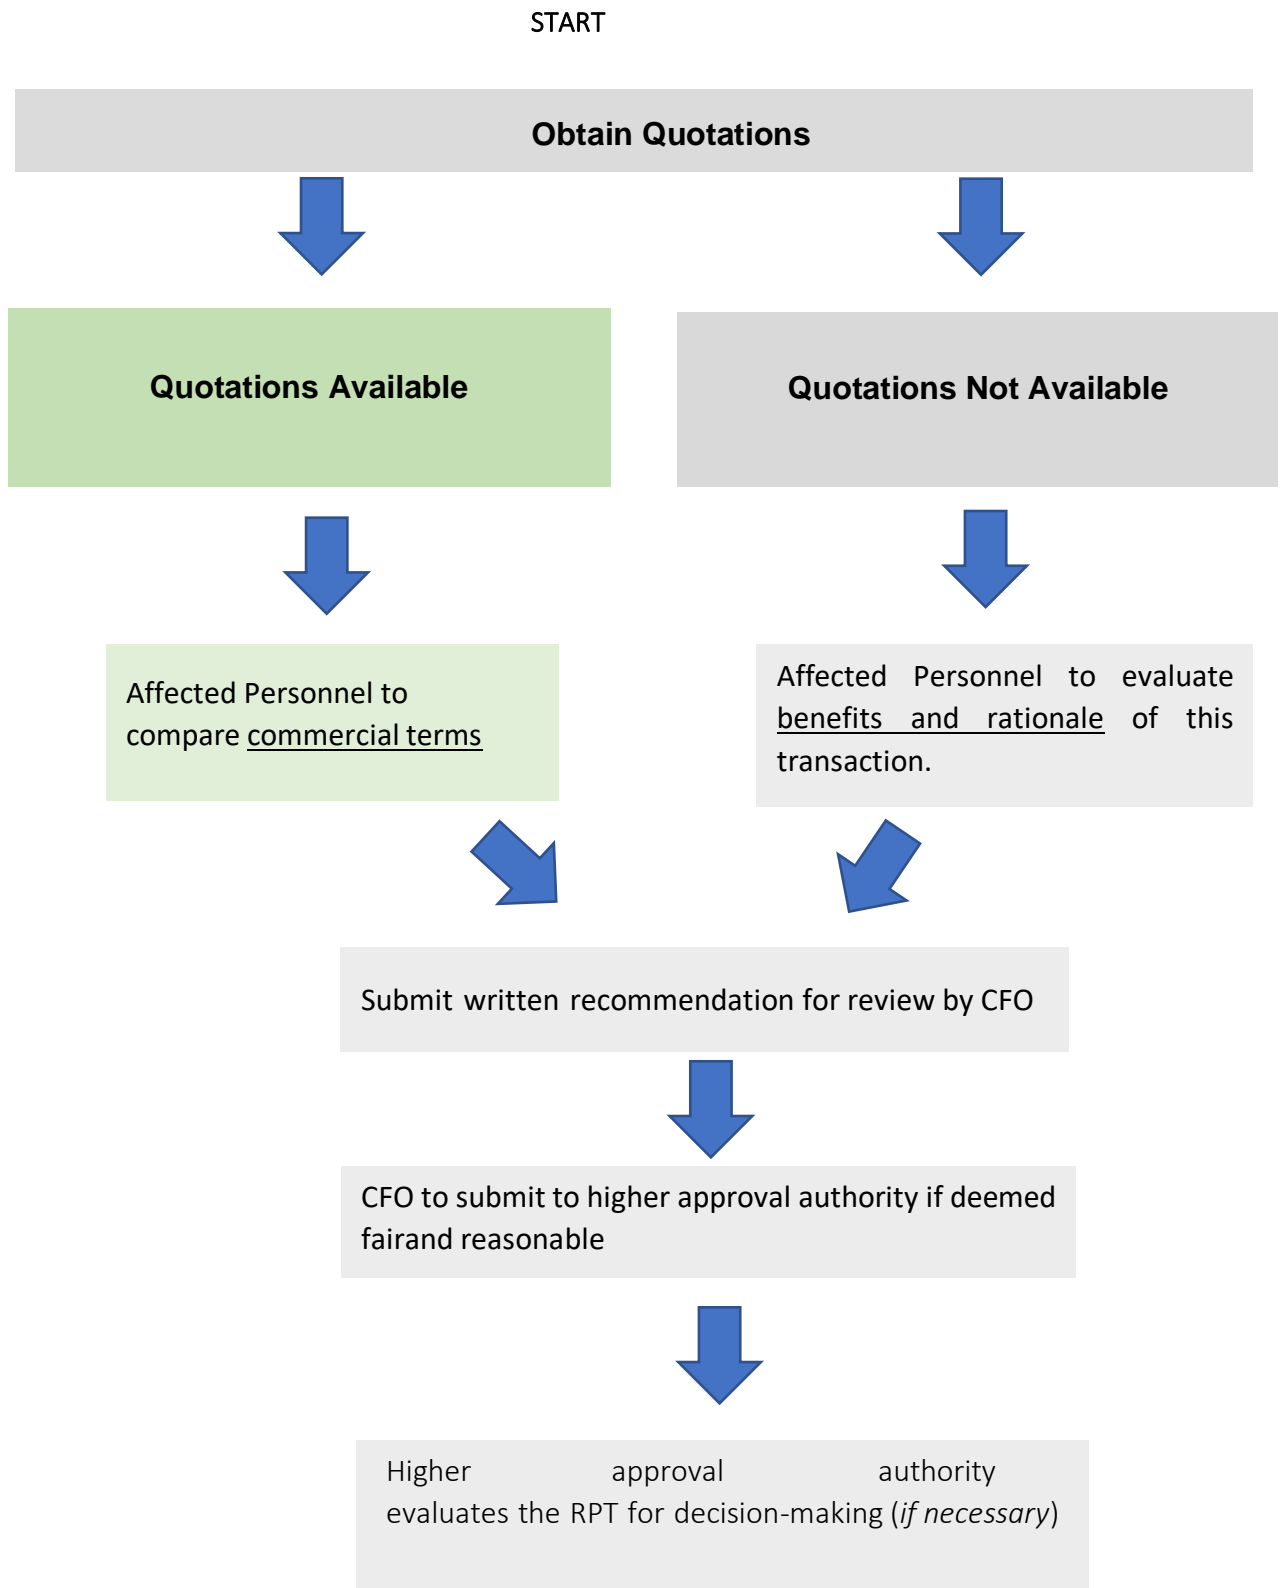 START
Obtain Quotations
Quotations Available
Quotations Not Available
Affected Personnel to
compare commercial terms
Affected Personnel to evaluate
benefits and rationale of this
transaction.
Submit written recommendation for review by CFO
CFO to submit to higher approval authority if deemed
fairand reasonable
Higher approval authority
evaluates the RPT for decision-making (if necessary)